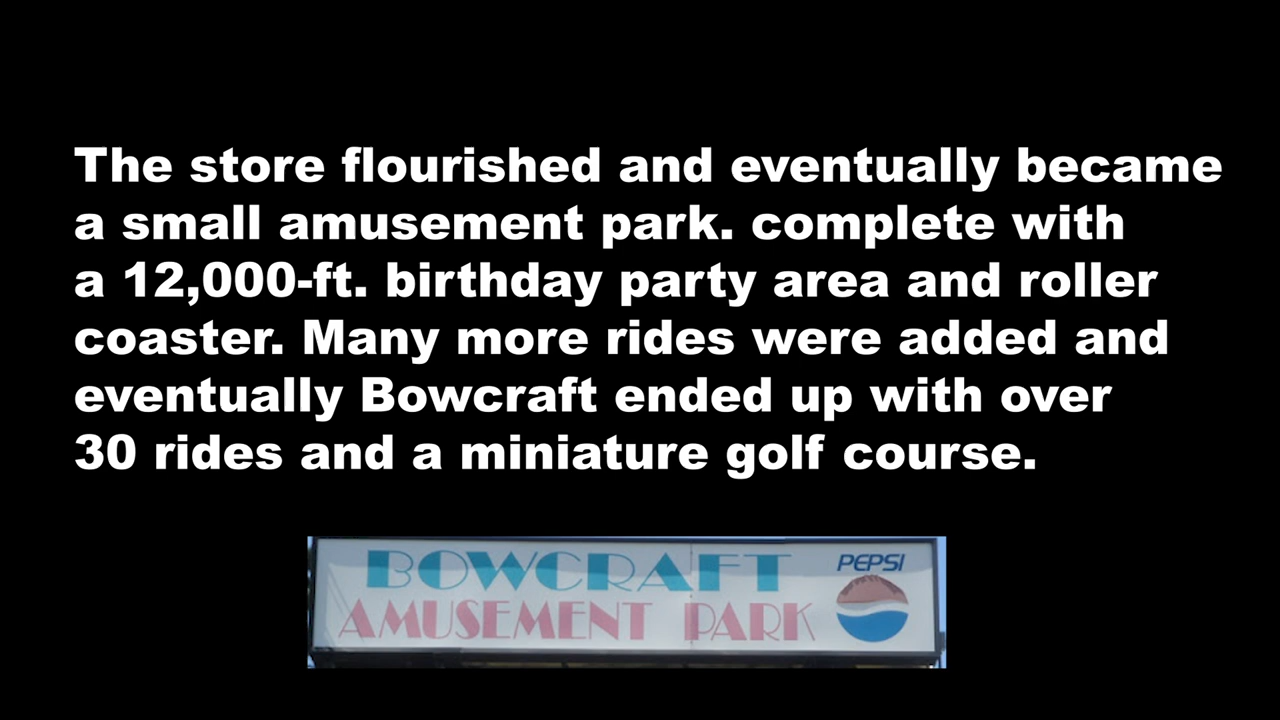 The store flourished and eventually became
a small amusement park. complete with
a 12,000-ft. birthday party area and roller
coaster. Many more rides were added and
eventually Bowcraft ended up with over
30 rides and a miniature golf course.
BOWCRAFT
AMUSEMENT PARK
PEPSI